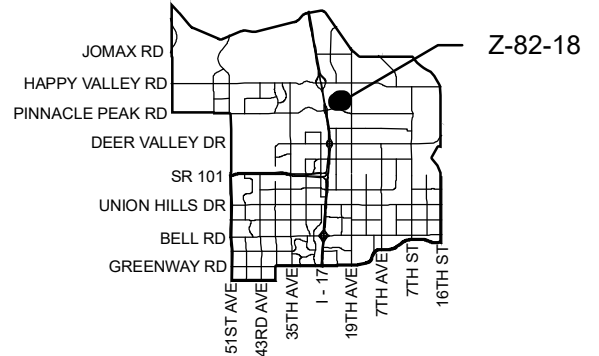 Z-82-18
JOMAX RD
HAPPY VALLEY RD
PINNACLE PEAK RD
DEER VALLEY DR
SR 101
UNION HILLS DR
BELL RD
GREENWAY RD
51ST AVE
43RD AVE
35TH AVE
I - 17
19TH AVE
7TH AVE
7TH ST
16TH ST